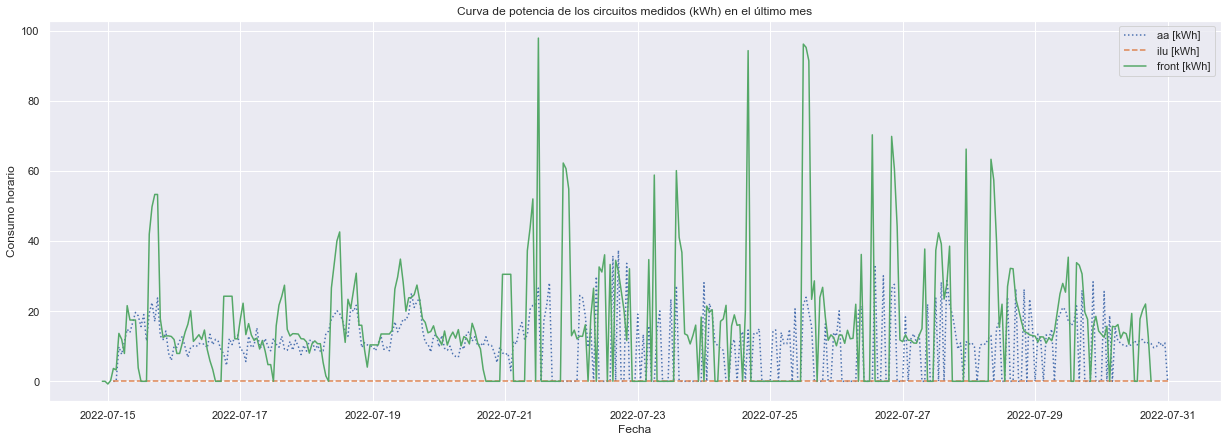 Curva de potencia de los circuitos medidos (kWh) en el último mes
aa [kWh]
ilu [kWh]
front [kWh]
Consumo horario
100
80
60
40
20
0
2022-07-15
2022-07-17
2022-07-19
2022-07-21
2022-07-23
2022-07-25
2022-07-27
2022-07-29
2022-07-31
Fecha